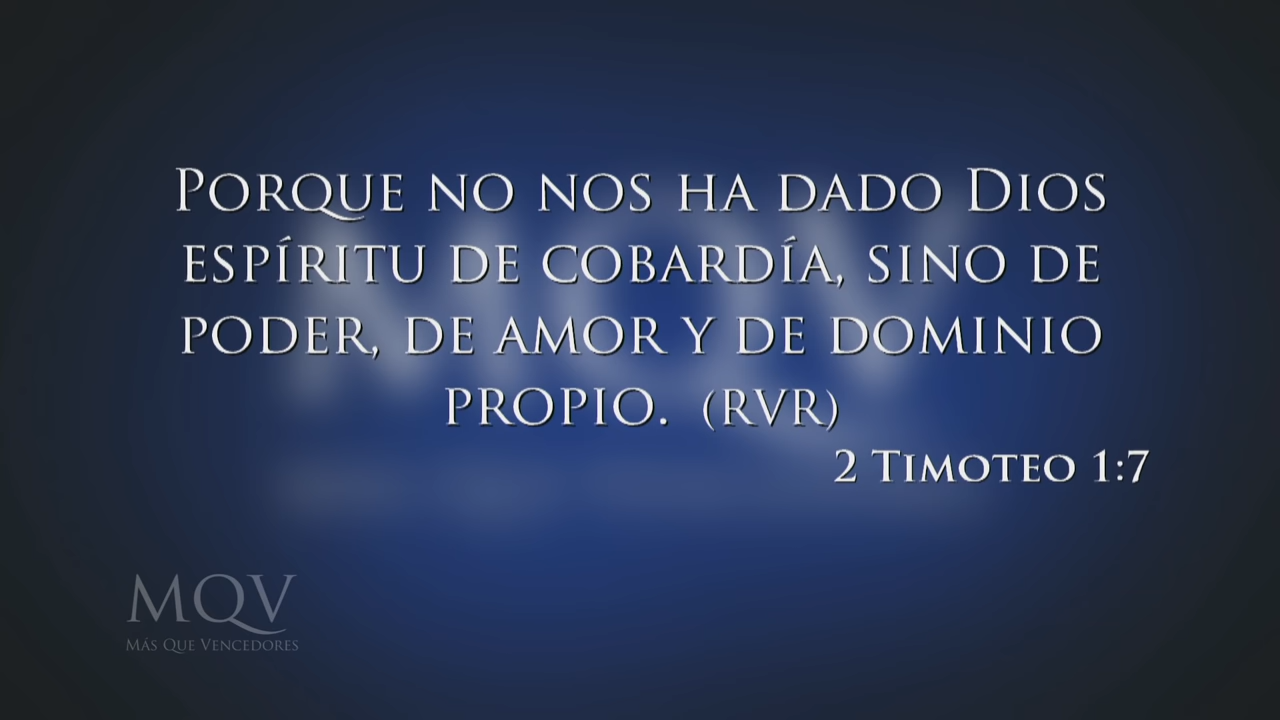 Porque no nos ha dado Dios
espíritu de cobardía, sino de
poder, de amor y de dominio
propio. (RVR)
2 Timoteo 1:7
MQV
Más Que Vencedores